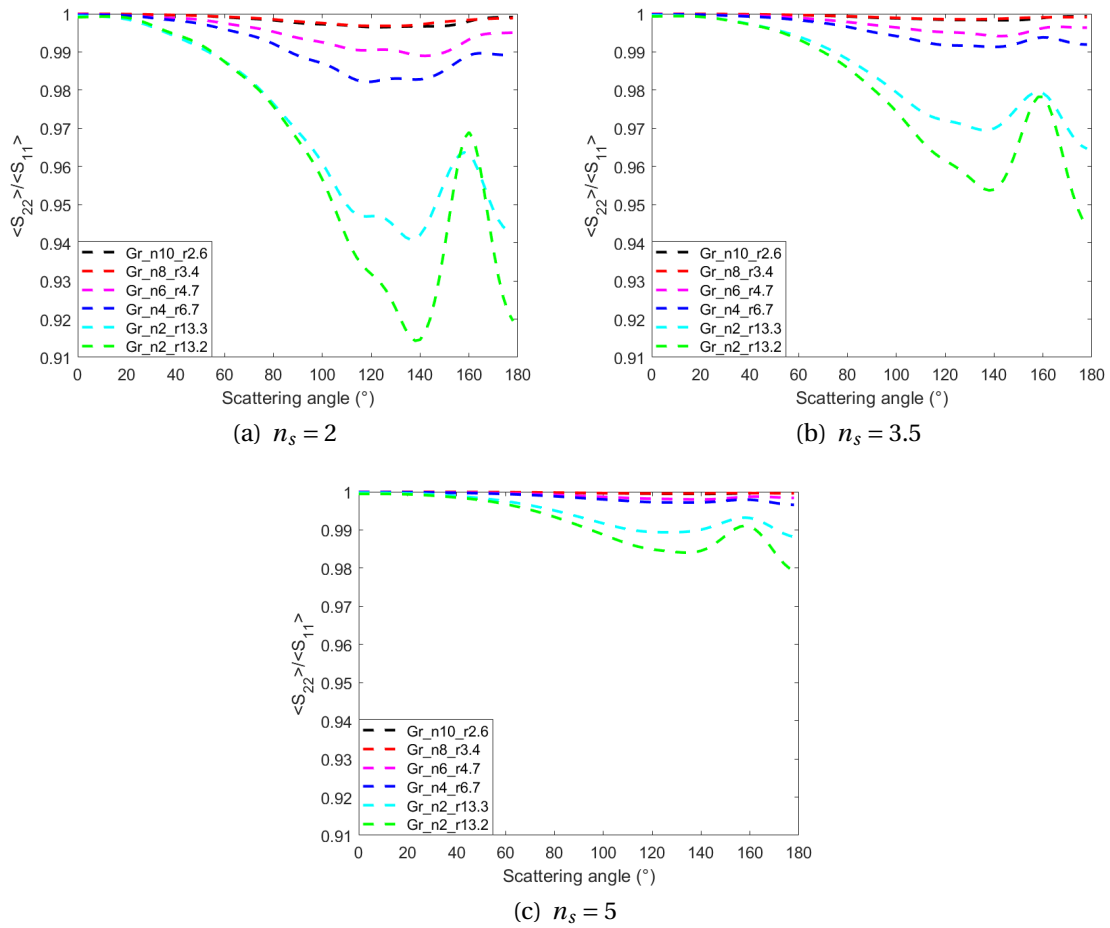 1
0.99
0.98
0.97
0.96
0.95
0.94
0.93
0.92
0.91
<S22>/<S11>
Gr_n10_r2.6
Gr_n8_r3.4
Gr_n6_r4.7
Gr_n4_r6.7
Gr_n2_r13.3
Gr_n2_r13.2
0 20 40 60 80 100 120 140 160 180
Scattering angle (°)
(a) ns = 2
1
0.99
0.98
0.97
0.96
0.95
0.94
0.93
0.92
0.91
<S22>/<S11>
Gr_n10_r2.6
Gr_n8_r3.4
Gr_n6_r4.7
Gr_n4_r6.7
Gr_n2_r13.3
Gr_n2_r13.2
0 20 40 60 80 100 120 140 160 180
Scattering angle (°)
(b) ns = 3.5
1
0.99
0.98
0.97
0.96
0.95
0.94
0.93
0.92
0.91
<S22>/<S11>
Gr_n10_r2.6
Gr_n8_r3.4
Gr_n6_r4.7
Gr_n4_r6.7
Gr_n2_r13.3
Gr_n2_r13.2
0 20 40 60 80 100 120 140 160 180
Scattering angle (°)
(c) ns = 5